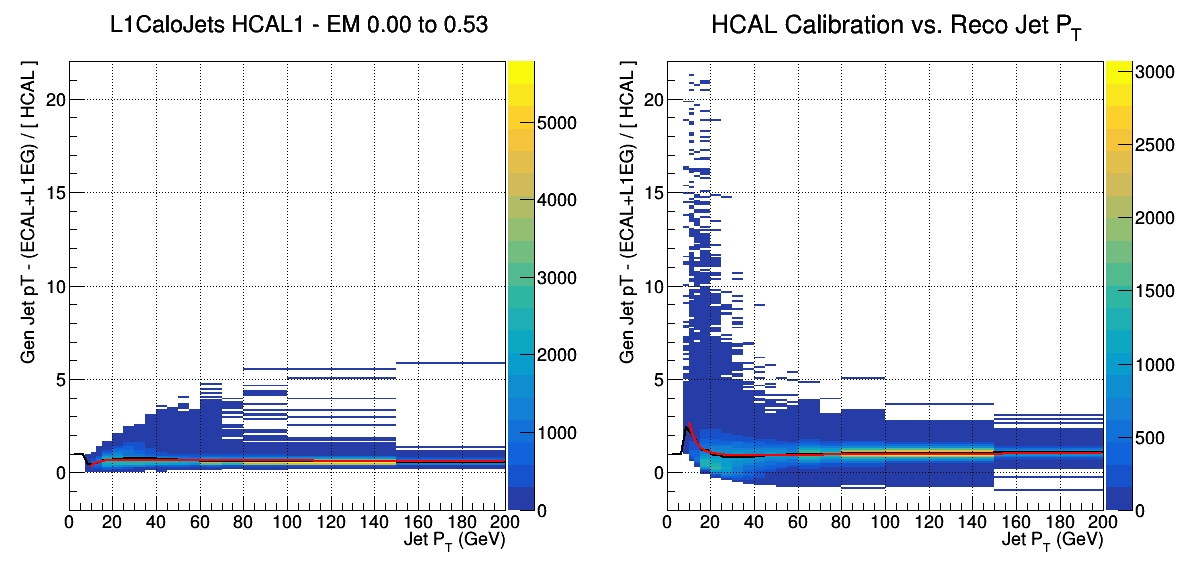 L1CaloJets HCAL1 - EM 0.00 to 0.53
Gen Jet pT - (ECAL+L1EG) / [ HCAL ]
20
15
10
5
0
0 20 40 60 80 100 120 140 160 180 200
Jet P_T (GeV)
5000
4000
3000
2000
1000
0
HCAL Calibration vs. Reco Jet P_T
Gen Jet pT - (ECAL+L1EG) / [ HCAL ]
20
15
10
5
0
0 20 40 60 80 100 120 140 160 180 200
Jet P_T (GeV)
3000
2500
2000
1500
1000
500
0